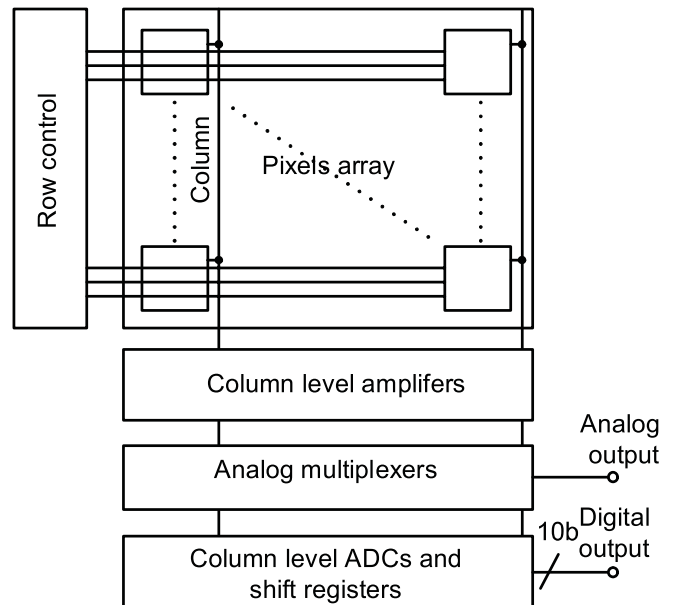 Row control
Column
Pixels array
Column level amplifers
Analog multiplexers
Analog
output
10b
Digital
output
Column level ADCs and
shift registers